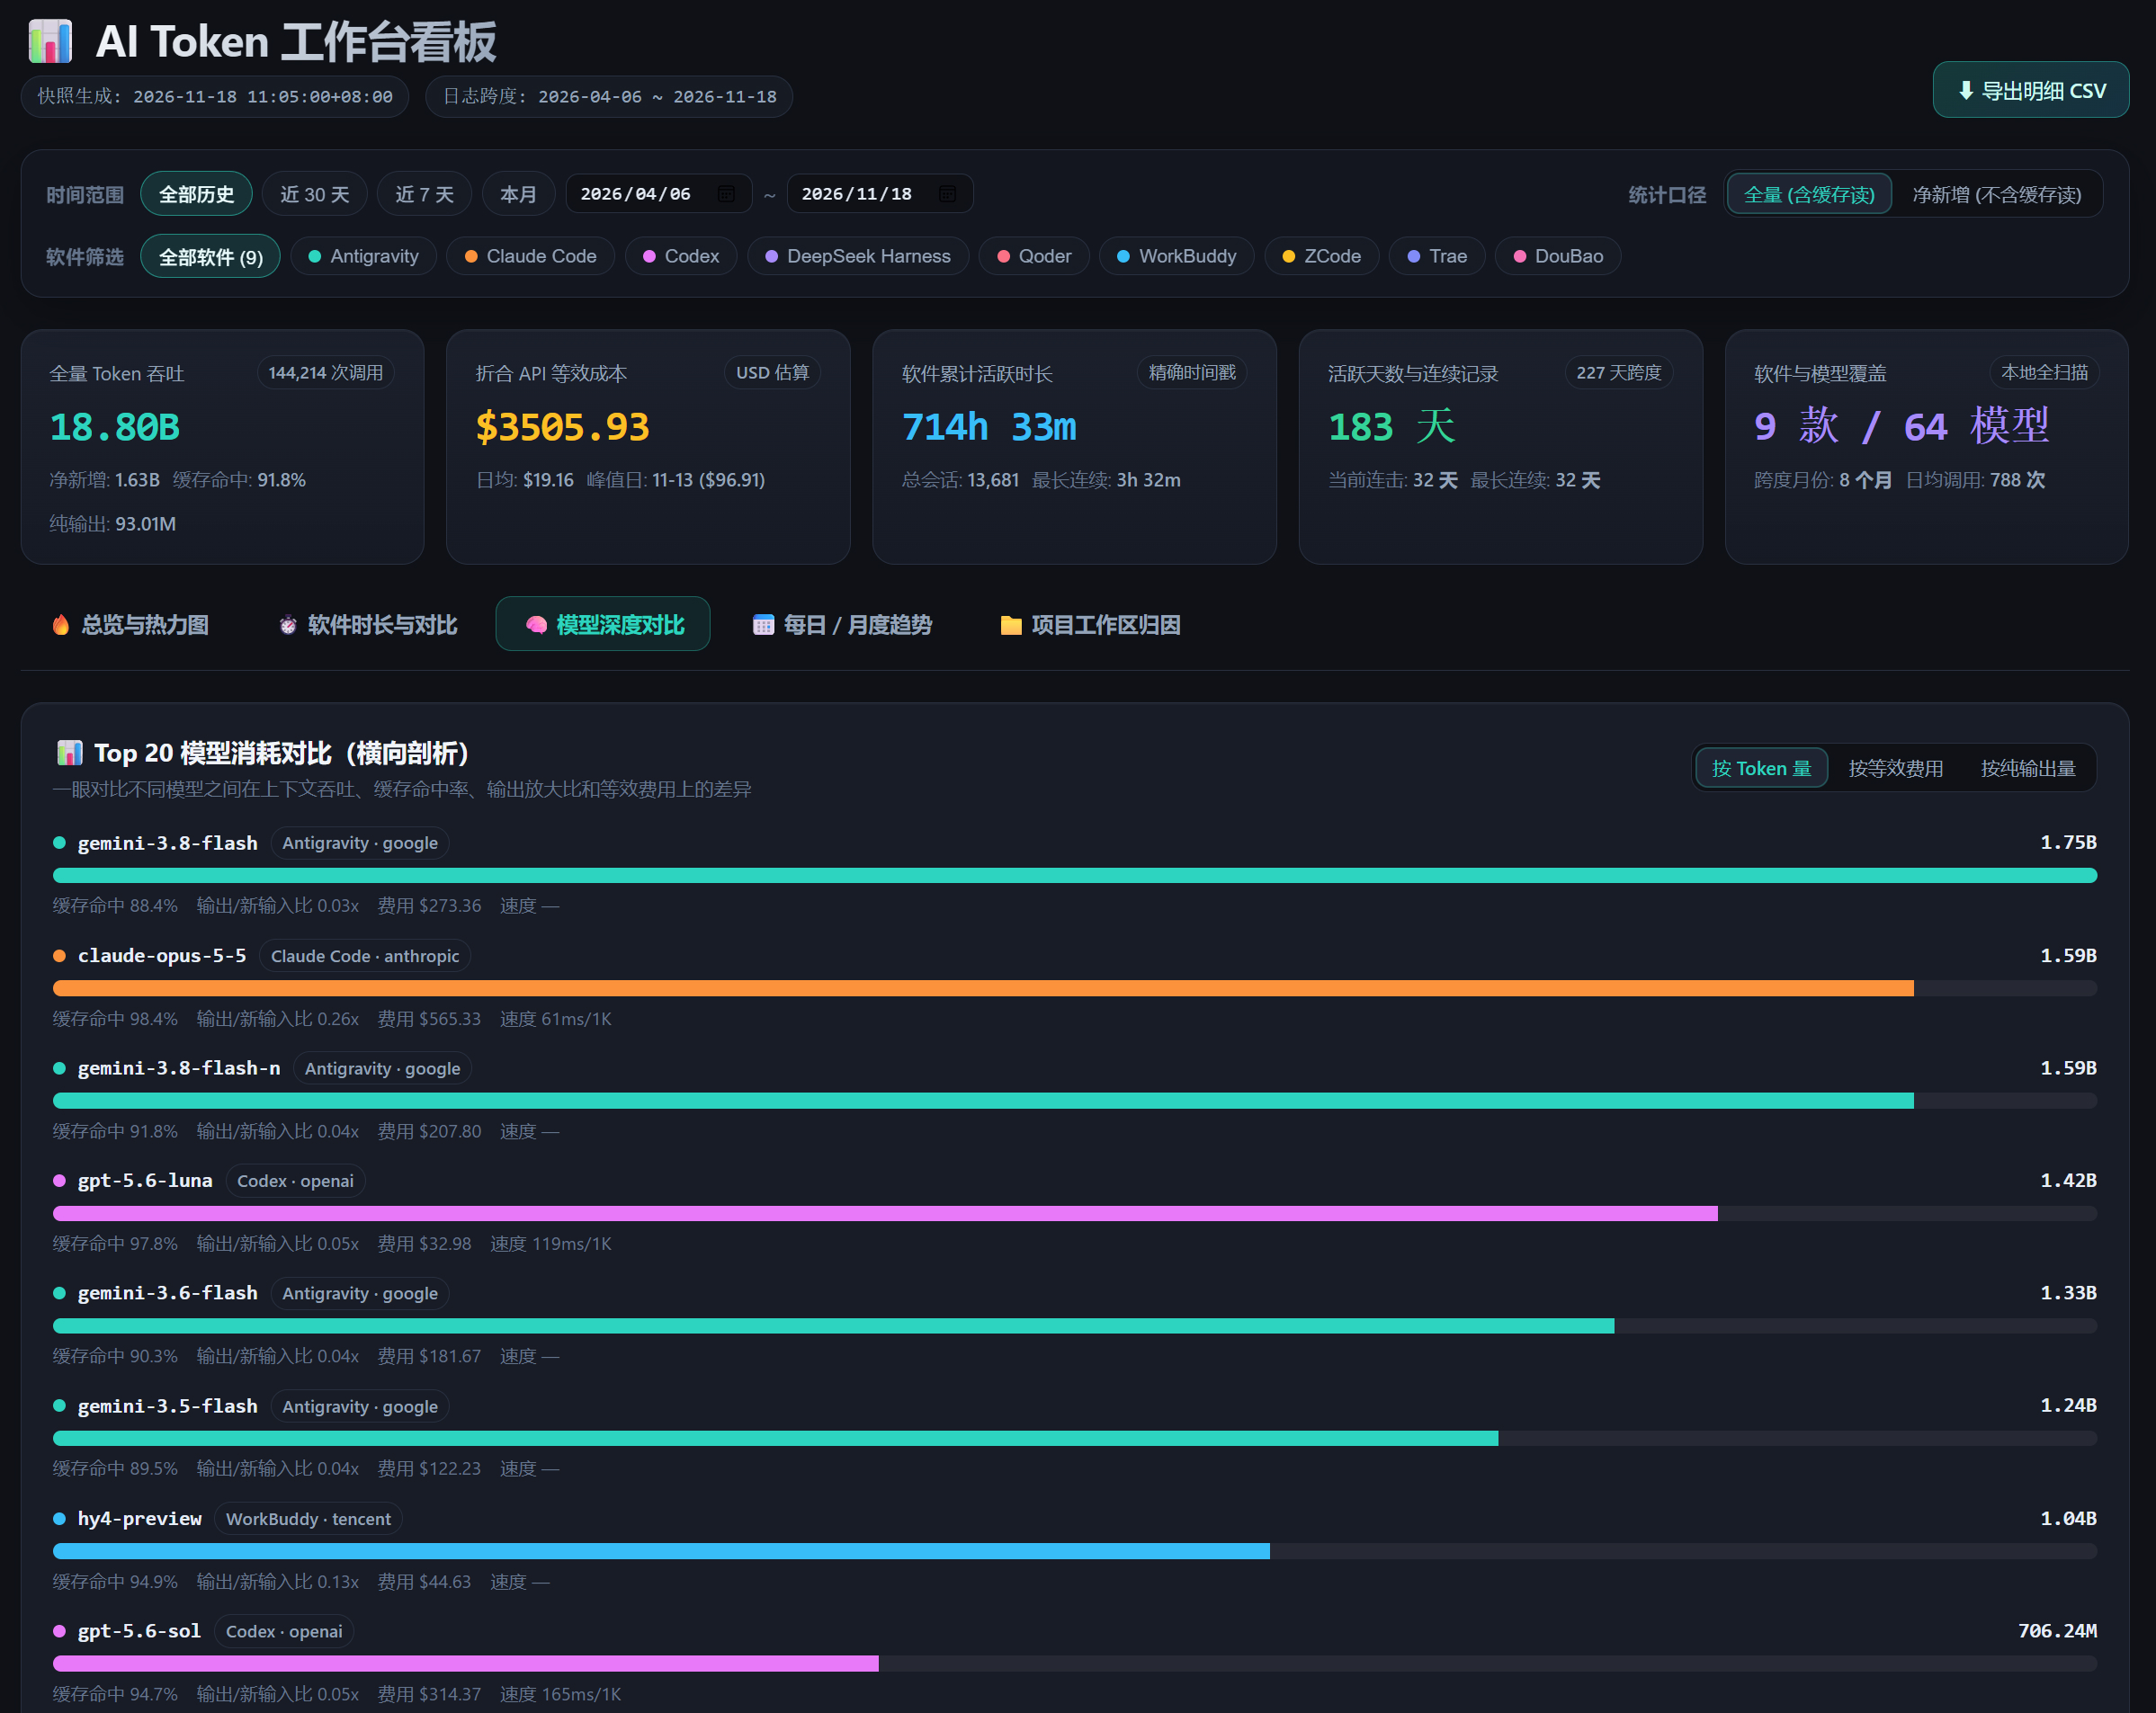 AI Token 工作台看板
快照生成: 2026-11-18 11:05:00+08:00 日志跨度: 2026-04-06 ~ 2026-11-18
⬇ 导出明细 CSV
时间范围 全部历史 近 30 天 近 7 天 本月 2026/04/06 ~ 2026/11/18 统计口径 全量 (含缓存读) 净新增 (不含缓存读)
软件筛选 全部软件 (9) Antigravity Claude Code Codex DeepSeek Harness Qoder WorkBuddy ZCode Trae DouBao
全量 Token 吞吐 144,214 次调用
18.80B
净新增: 1.63B 缓存命中: 91.8%
纯输出: 93.01M
折合 API 等效成本 USD 估算
$3505.93
日均: $19.16 峰值日: 11-13 ($96.91)
软件累计活跃时长 精确时间戳
714h 33m
总会话: 13,681 最长连续: 3h 32m
活跃天数与连续记录 227 天跨度
183 天
当前连击: 32 天 最长连续: 32 天
软件与模型覆盖 本地全扫描
9 款 / 64 模型
跨度月份: 8 个月 日均调用: 788 次
总览与热力图 软件时长与对比 模型深度对比 每日 / 月度趋势 项目工作区归因
Top 20 模型消耗对比（横向剖析）
一眼对比不同模型之间在上下文吞吐、缓存命中率、输出放大比和等效费用上的差异
按 Token 量 按等效费用 按纯输出量
gemini-3.8-flash Antigravity · google 1.75B
缓存命中 88.4% 输出/新输入比 0.03x 费用 $273.36 速度 —
claude-opus-5-5 Claude Code · anthropic 1.59B
缓存命中 98.4% 输出/新输入比 0.26x 费用 $565.33 速度 61ms/1K
gemini-3.8-flash-n Antigravity · google 1.59B
缓存命中 91.8% 输出/新输入比 0.04x 费用 $207.80 速度 —
gpt-5.6-luna Codex · openai 1.42B
缓存命中 97.8% 输出/新输入比 0.05x 费用 $32.98 速度 119ms/1K
gemini-3.6-flash Antigravity · google 1.33B
缓存命中 90.3% 输出/新输入比 0.04x 费用 $181.67 速度 —
gemini-3.5-flash Antigravity · google 1.24B
缓存命中 89.5% 输出/新输入比 0.04x 费用 $122.23 速度 —
hy4-preview WorkBuddy · tencent 1.04B
缓存命中 94.9% 输出/新输入比 0.13x 费用 $44.63 速度 —
gpt-5.6-sol Codex · openai 706.24M
缓存命中 94.7% 输出/新输入比 0.05x 费用 $314.37 速度 165ms/1K